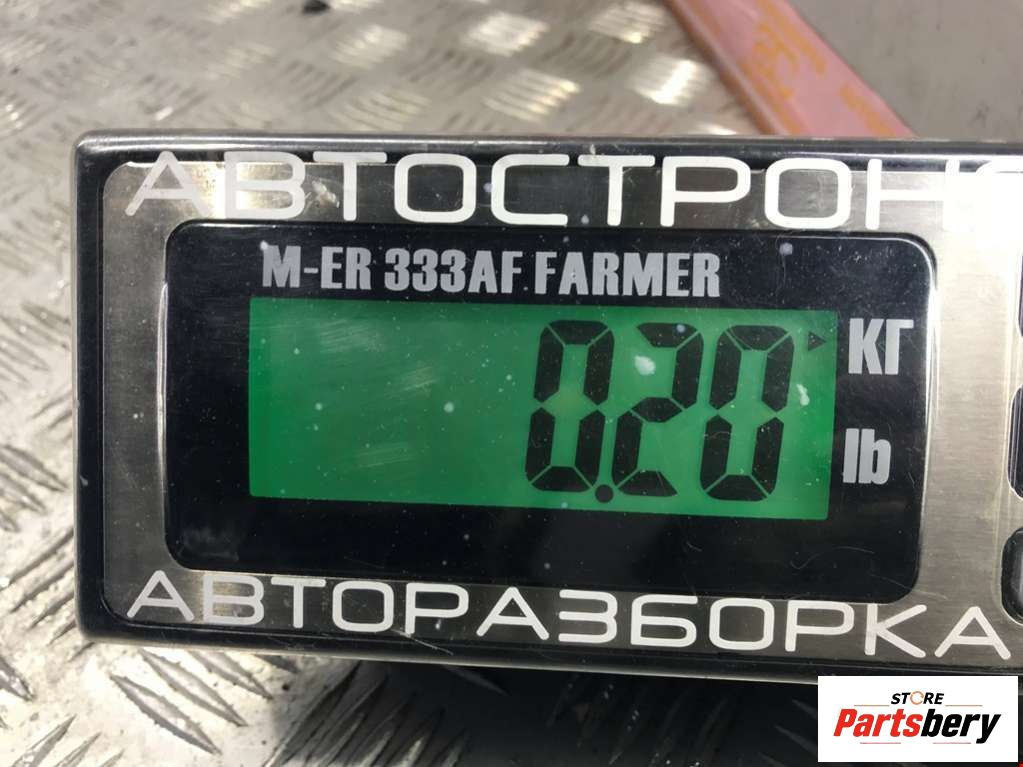 АВТОСТРОН
M-ER 333AF FARMER
0.20
КГ
lb
АВТОРАЗБОРКА
STORE
Partsbery